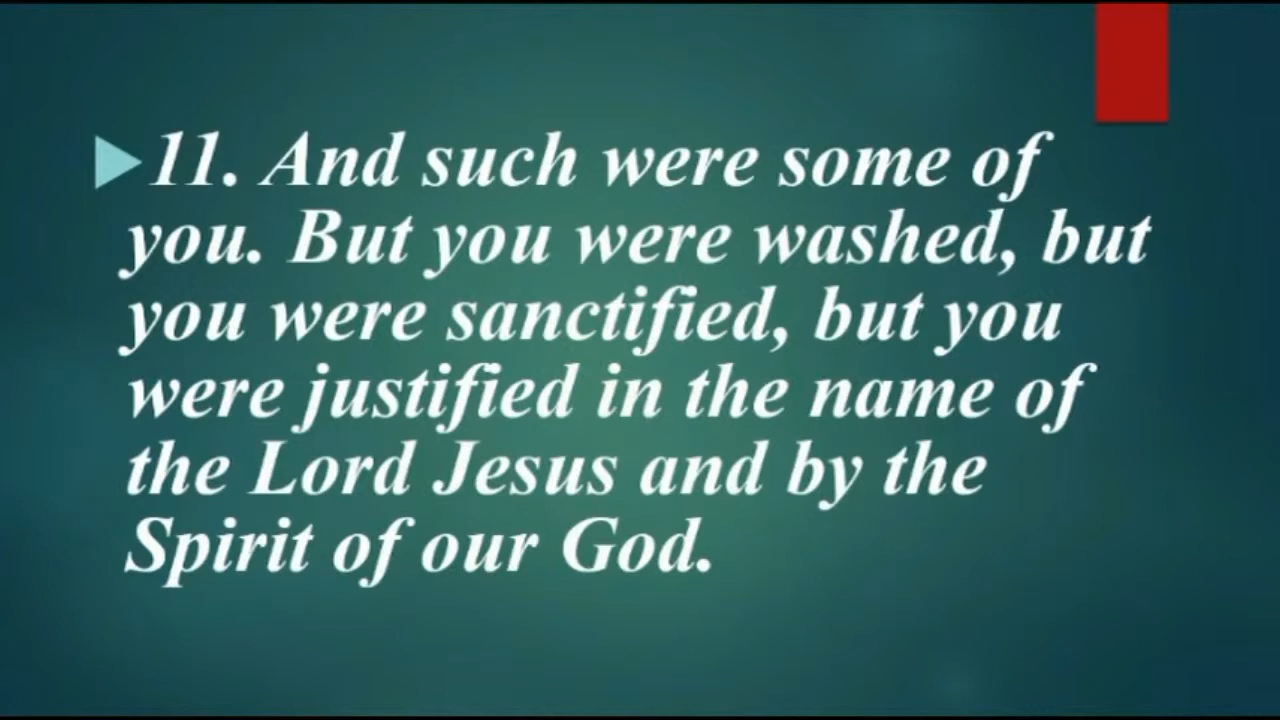 11. And such were some of
you. But you were washed, but
you were sanctified, but you
were justified in the name of
the Lord Jesus and by the
Spirit of our God.